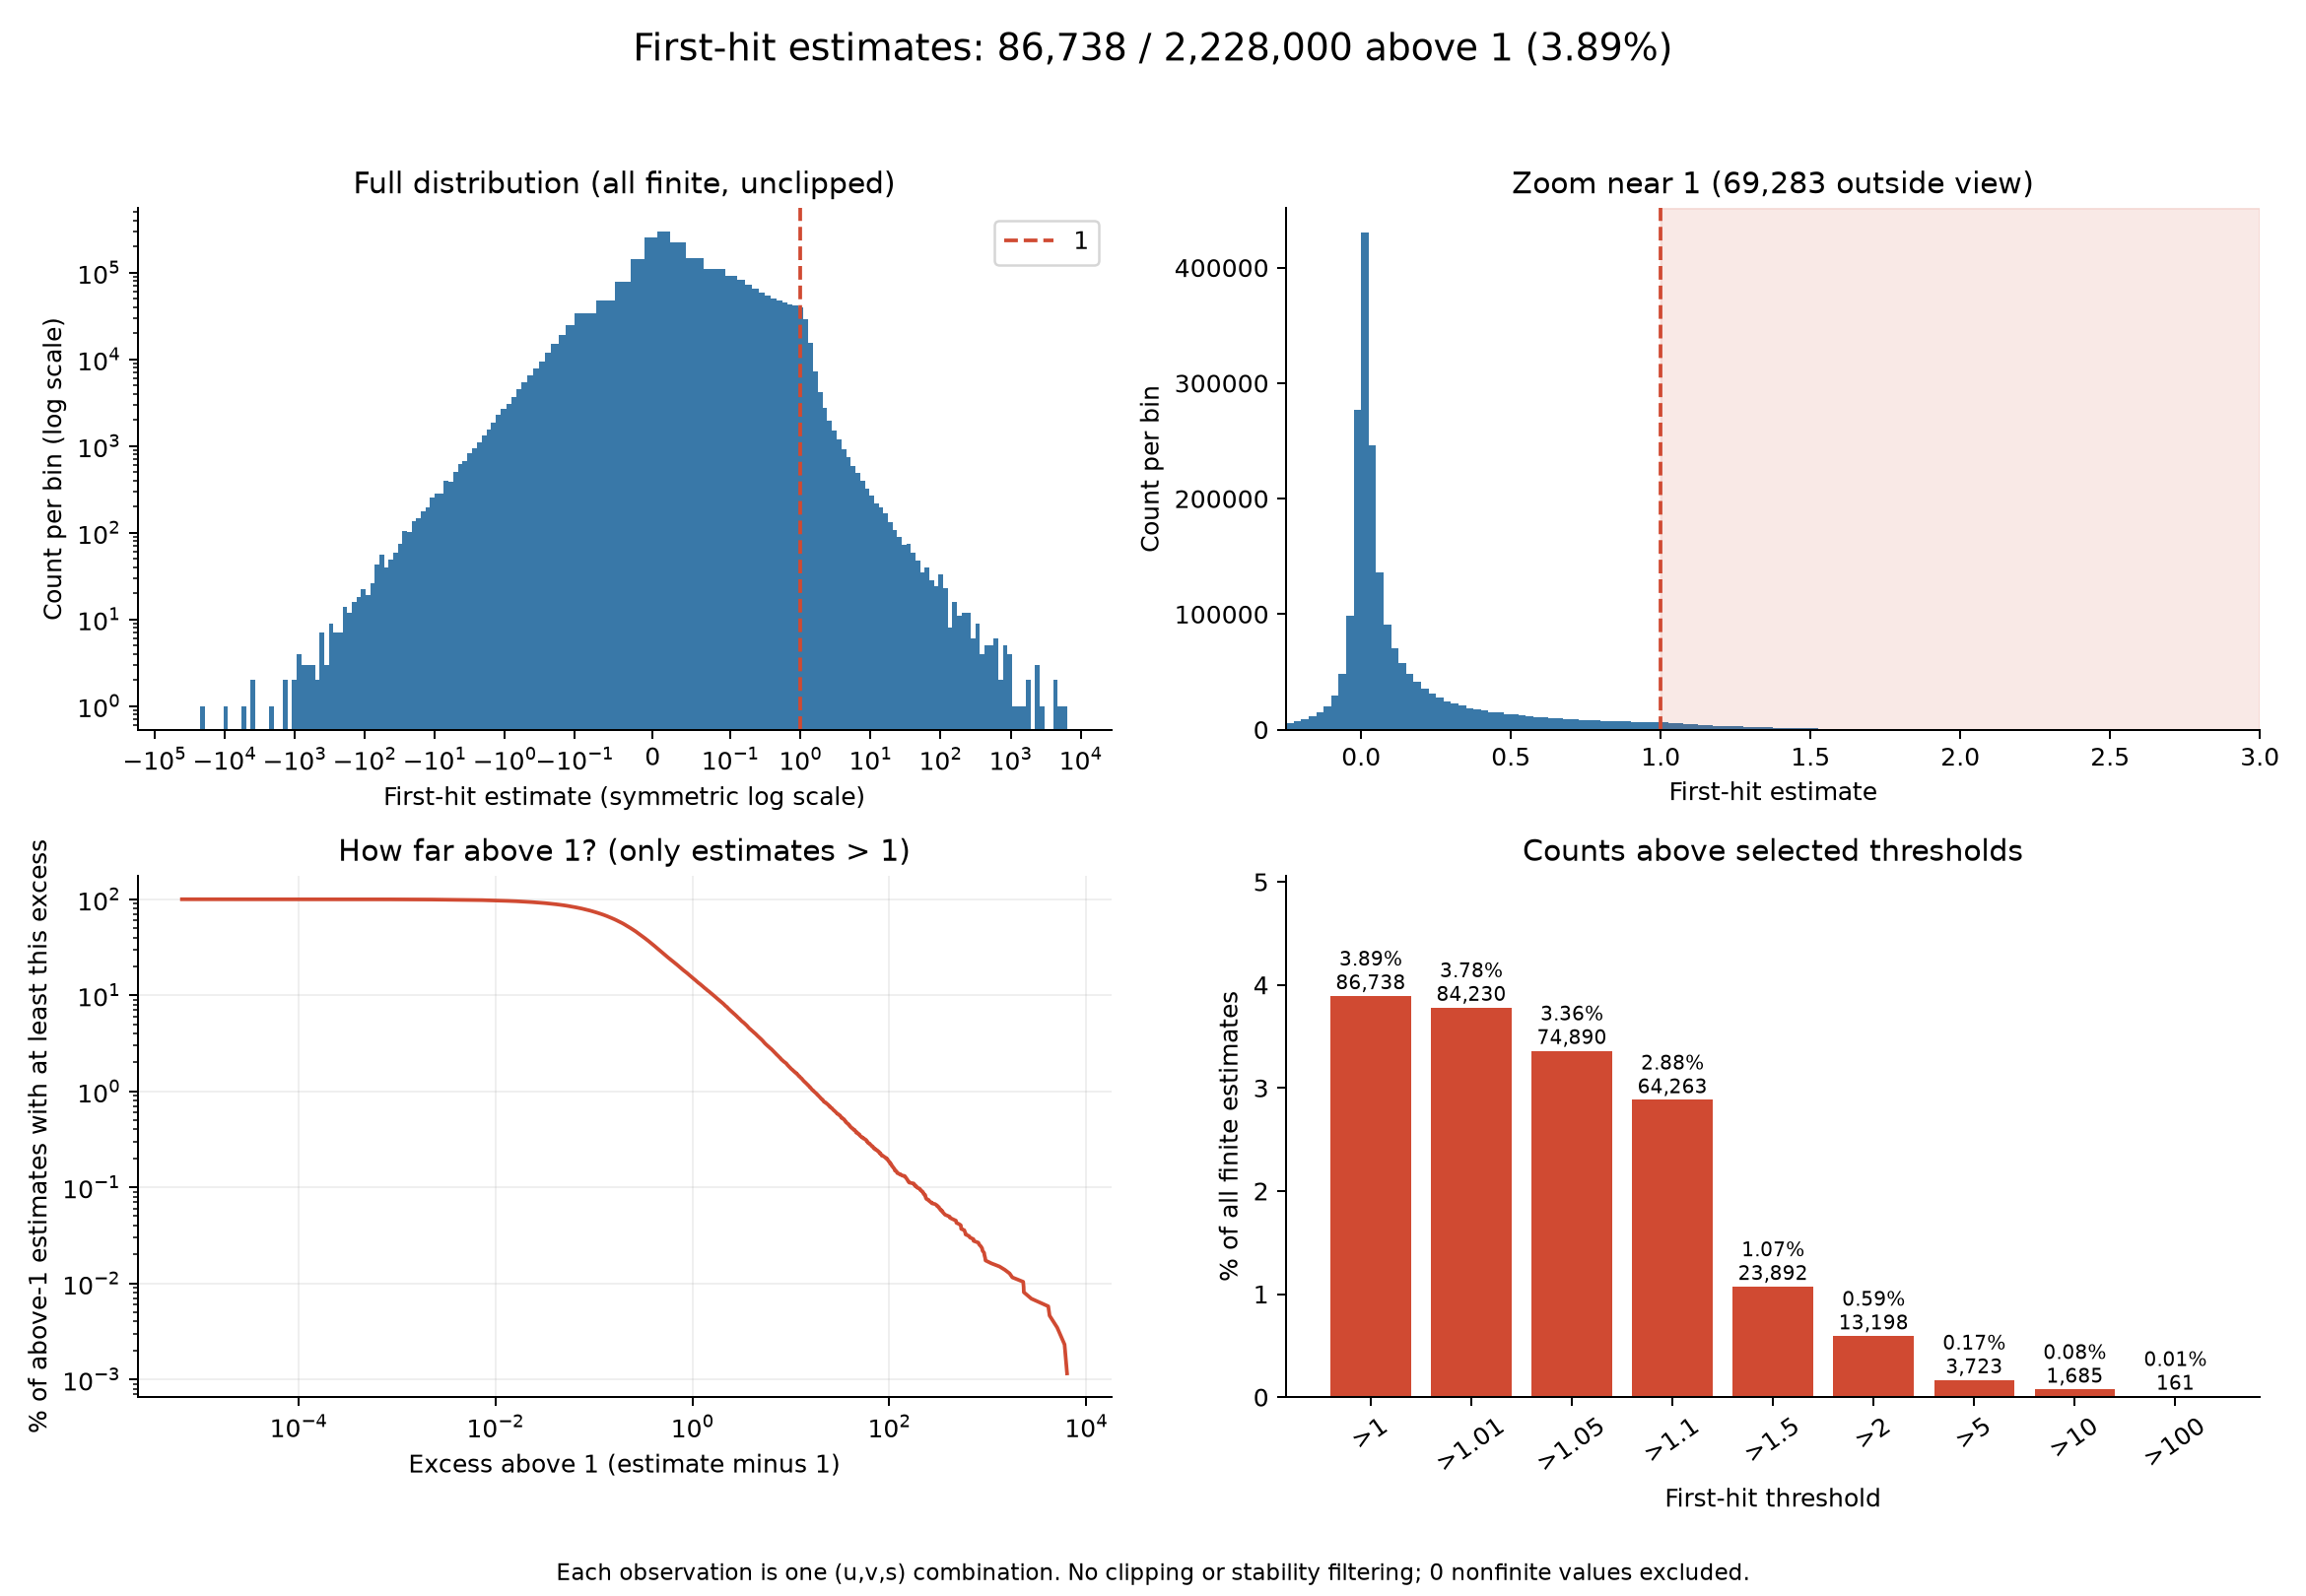 First-hit estimates: 86,738 / 2,228,000 above 1 (3.89%)
Full distribution (all finite, unclipped)
1
Count per bin (log scale)
10⁵
10⁴
10³
10²
10¹
10⁰
−10⁵ −10⁴ −10³ −10² −10¹ −10⁰ −10⁻¹ 0 10⁻¹ 10⁰ 10¹ 10² 10³ 10⁴
First-hit estimate (symmetric log scale)
Zoom near 1 (69,283 outside view)
Count per bin
400000
300000
200000
100000
0
0.0 0.5 1.0 1.5 2.0 2.5 3.0
First-hit estimate
How far above 1? (only estimates > 1)
% of above-1 estimates with at least this excess
10²
10¹
10⁰
10⁻¹
10⁻²
10⁻³
10⁻⁴ 10⁻² 10⁰ 10² 10⁴
Excess above 1 (estimate minus 1)
Counts above selected thresholds
% of all finite estimates
5
4
3
2
1
0
3.89%
86,738
3.78%
84,230
3.36%
74,890
2.88%
64,263
1.07%
23,892
0.59%
13,198
0.17%
3,723
0.08%
1,685
0.01%
161
>1 >1.01 >1.05 >1.1 >1.5 >2 >5 >10 >100
First-hit threshold
Each observation is one (u,v,s) combination. No clipping or stability filtering; 0 nonfinite values excluded.